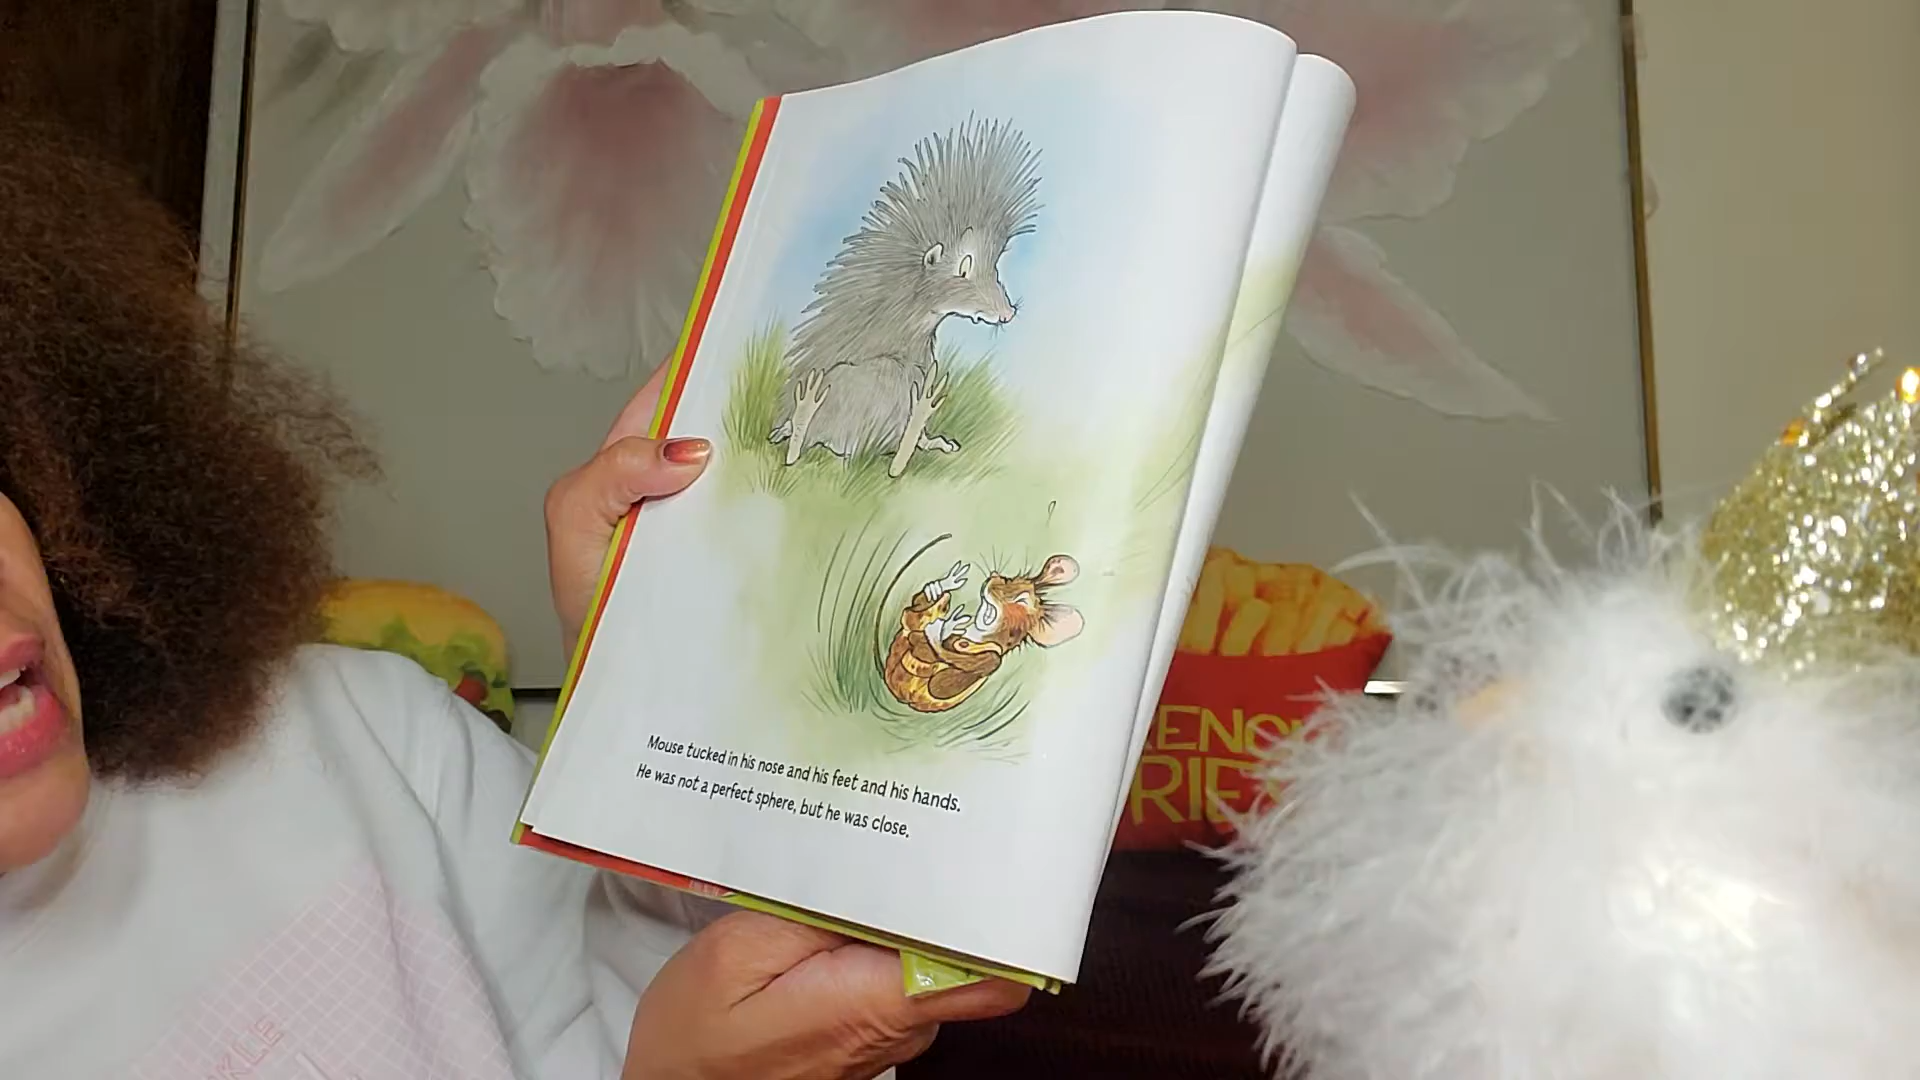 Mouse tucked in his nose and his feet and his hands.
He was not a perfect sphere, but he was close.